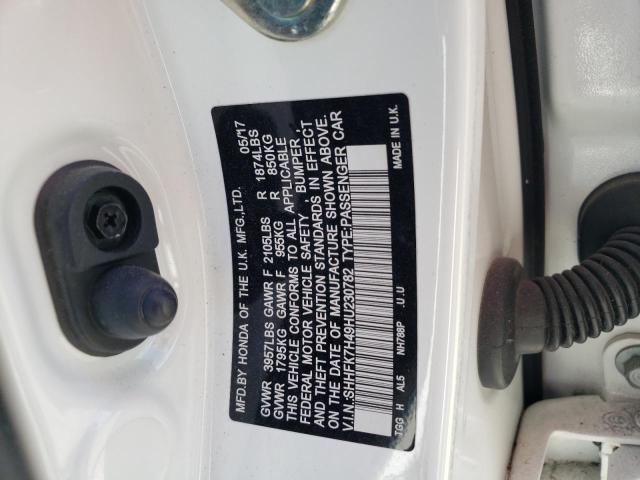 MFD.BY HONDA OF THE U.K. MFG.,LTD. 05/17
GVWR 3957LBS GAWR F 2105LBS R 1874LBS
GVWR 1795KG GAWR F 955KG R 850KG
THIS VEHICLE CONFORMS TO ALL APPLICABLE
FEDERAL MOTOR VEHICLE SAFETY, BUMPER,
AND THEFT PREVENTION STANDARDS IN EFFECT
ON THE DATE OF MANUFACTURE SHOWN ABOVE.
V.I.N.:SHHFK7H49HU230782 TYPE:PASSENGER CAR
TGG H AL5 NH788P J.U.U MADE IN U.K.